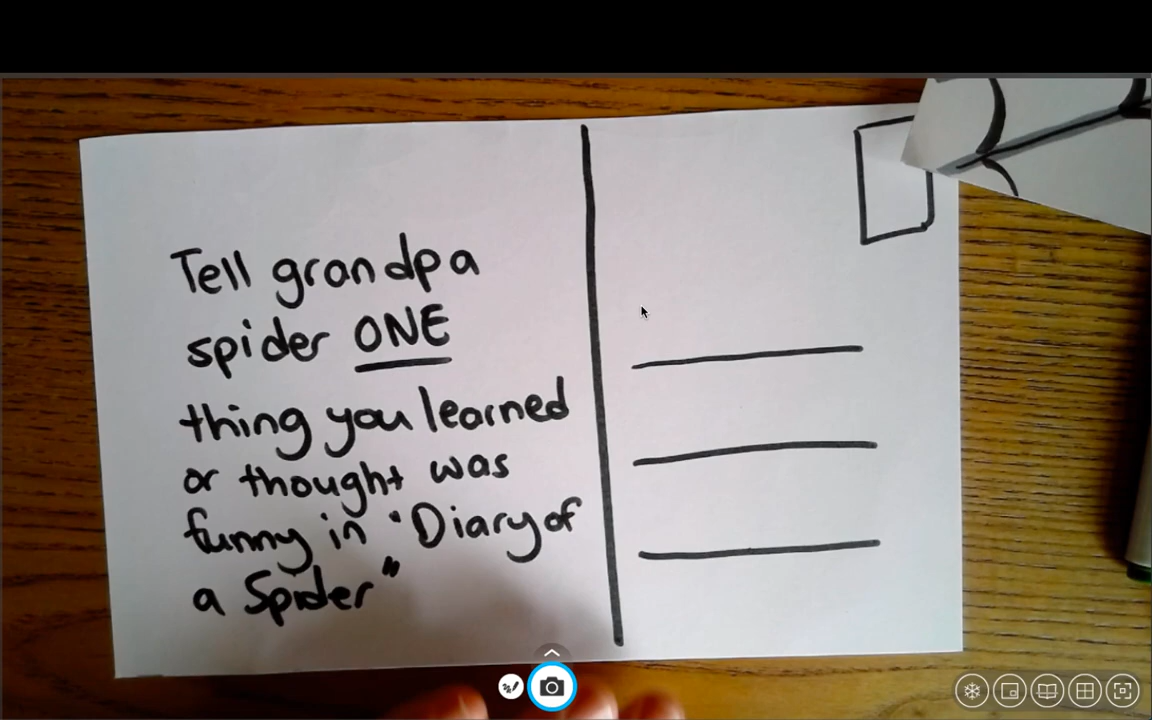 Tell grandpa
spider ONE
thing you learned
or thought was
funny in "Diary of
a Spider"